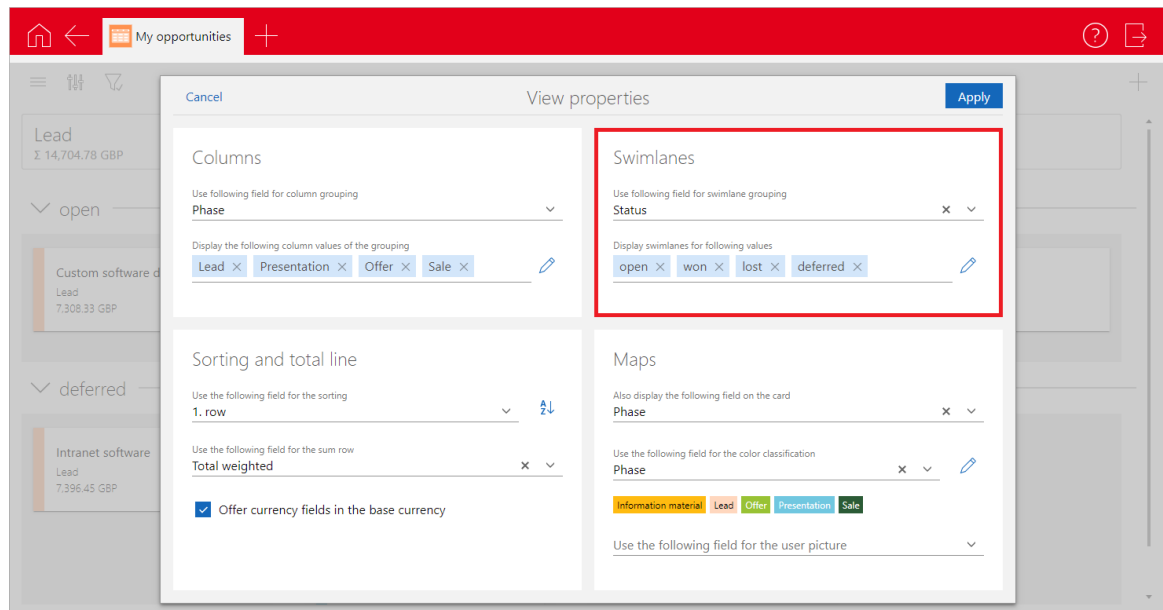 My opportunities
Cancel
View properties
Apply
Lead
Σ 14,704.78 GBP
open
Custom software d
Lead
7,308.33 GBP
deferred
Intranet software
Lead
7,396.45 GBP
Columns
Use following field for column grouping
Phase
Display the following column values of the grouping
Lead Presentation Offer Sale
Swimlanes
Use following field for swimlane grouping
Status
Display swimlanes for following values
open won lost deferred
Sorting and total line
Use the following field for the sorting
1. row
Use the following field for the sum row
Total weighted
Offer currency fields in the base currency
Maps
Also display the following field on the card
Phase
Use the following field for the color classification
Phase
Information material Lead Offer Presentation Sale
Use the following field for the user picture